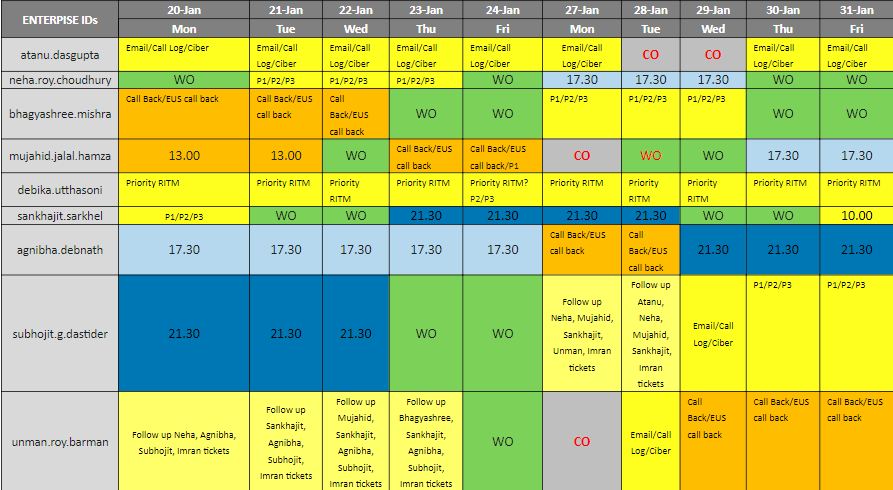 ENTERPISE IDs 20-Jan 21-Jan 22-Jan 23-Jan 24-Jan 27-Jan 28-Jan 29-Jan 30-Jan 31-Jan
Mon Tue Wed Thu Fri Mon Tue Wed Thu Fri
atanu.dasgupta Email/Call Log/Ciber Email/Call Log/Ciber Email/Call Log/Ciber Email/Call Log/Ciber Email/Call Log/Ciber Email/Call Log/Ciber CO CO Email/Call Log/Ciber Email/Call Log/Ciber
neha.roy.choudhury WO P1/P2/P3 P1/P2/P3 P1/P2/P3 WO 17.30 17.30 17.30 WO WO
bhagyashree.mishra Call Back/EUS call back Call Back/EUS call back Call Back/EUS call back WO WO P1/P2/P3 P1/P2/P3 P1/P2/P3 WO WO
mujahid.jalal.hamza 13.00 13.00 WO Call Back/EUS call back Call Back/EUS call back/P1 CO WO WO 17.30 17.30
debika.utthasoni Priority RITM Priority RITM Priority RITM Priority RITM Priority RITM? P2/P3 Priority RITM Priority RITM Priority RITM Priority RITM Priority RITM
sankhajit.sarkhel P1/P2/P3 WO WO 21.30 21.30 21.30 21.30 WO WO 10.00
agnibha.debnath 17.30 17.30 17.30 17.30 17.30 Call Back/EUS call back Call Back/EUS call back 21.30 21.30 21.30
subhojit.g.dastider 21.30 21.30 21.30 WO WO Follow up Neha, Mujahid, Sankhajit, Unman, Imran tickets Follow up Atanu, Neha, Mujahid, Sankhajit, Imran tickets Email/Call Log/Ciber P1/P2/P3 P1/P2/P3
unman.roy.barman Follow up Neha, Agnibha, Subhojit, Imran tickets Follow up Sankhajit, Agnibha, Subhojit, Imran tickets Follow up Mujahid, Sankhajit, Agnibha, Subhojit, Imran tickets Follow up Bhagyashree, Sankhajit, Agnibha, Subhojit, Imran tickets WO CO Email/Call Log/Ciber Call Back/EUS call back Call Back/EUS call back Call Back/EUS call back